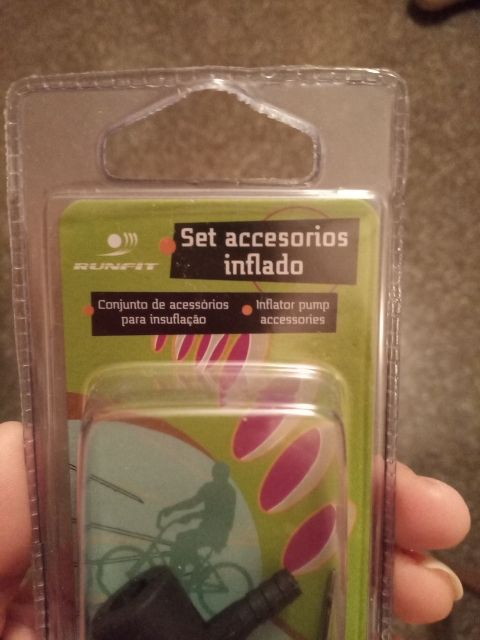 RUNFIT
Set accesorios
inflado
Conjunto de acessórios
para insuflação
Inflator pump
accessories